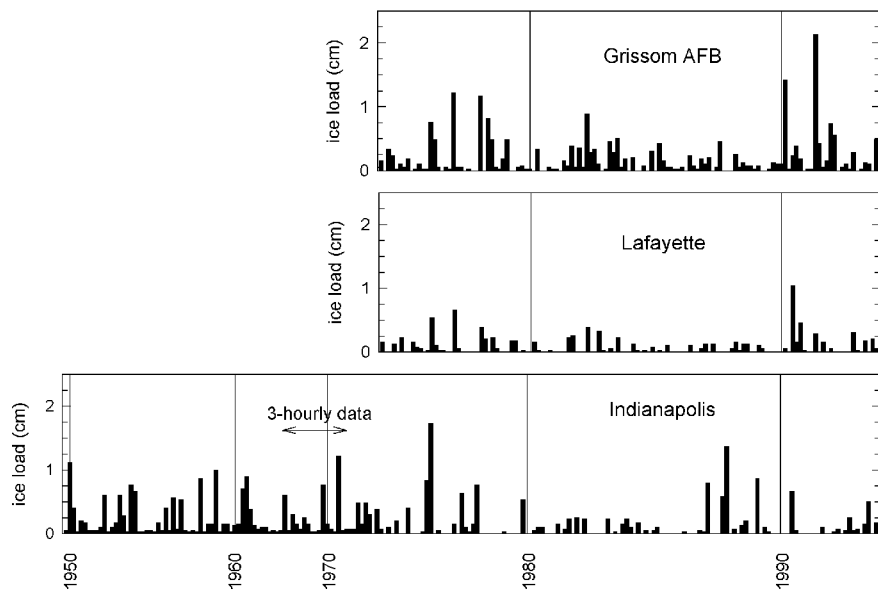 2
Grissom AFB
1
ice load (cm)
0
2
Lafayette
1
ice load (cm)
0
2
3-hourly data
Indianapolis
1
ice load (cm)
0
1950
1960
1970
1980
1990